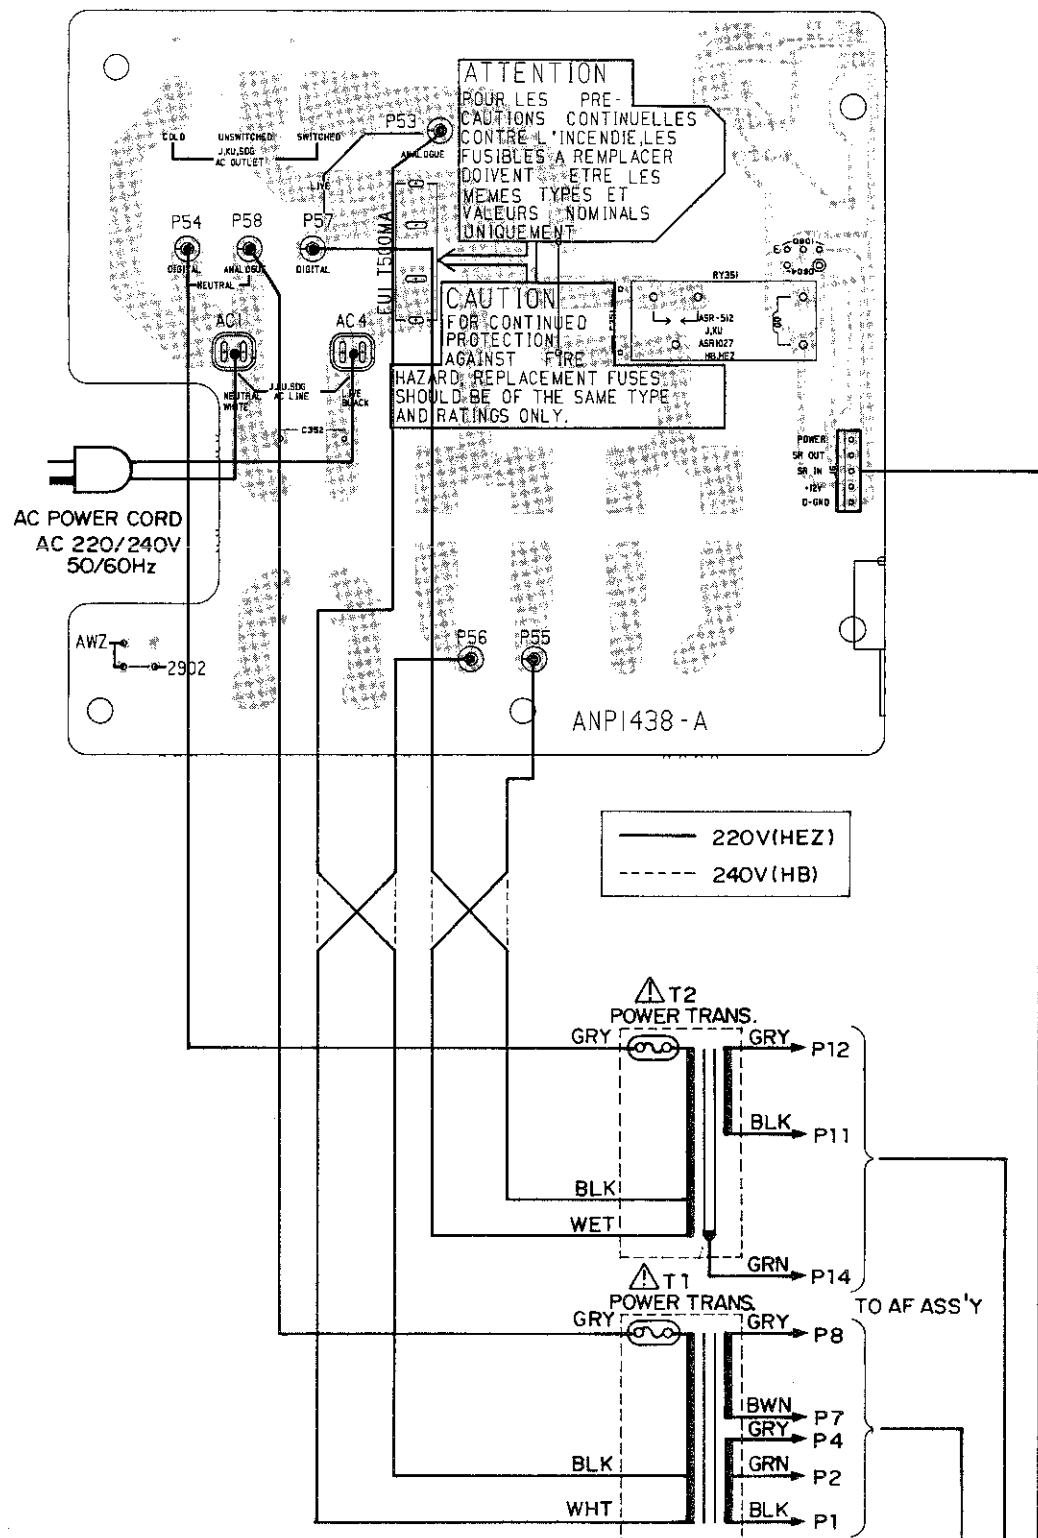 ATTENTION
POUR LES PRE-
CAUTIONS CONTINUELLES
CONTRE L'INCENDIE,LES
FUSIBLES A REMPLACER
DOIVENT ETRE LES
MEMES TYPES ET
VALEURS NOMINALS
UNIQUEMENT
P53
ANALOGUE
COLD
UNSWITCHED
SWITCHED
J,KU,SDG
AC OUTLET
LIVE
P54
P58
P57
DIGITAL
ANALOGUE
DIGITAL
NEUTRAL
FU1 T500MA
CAUTION
FOR CONTINUED
PROTECTION
AGAINST FIRE
HAZARD, REPLACEMENT FUSES
SHOULD BE OF THE SAME TYPE
AND RATINGS ONLY.
RY351
ASR-512
J,KU
ASR1027
HB,HEZ
AC1
AC4
J,KU,SDG
AC LINE
NEUTRAL
WHITE
LIVE
BLACK
C352
POWER
SR OUT
SR IN
+12V
D-GND
AC POWER CORD
AC 220/240V
50/60Hz
AWZ
2902
P56
P55
ANP1438-A
220V(HEZ)
240V(HB)
T2
POWER TRANS.
GRY
GRY
P12
BLK
P11
BLK
WET
GRN
P14
T1
POWER TRANS.
TO AF ASS'Y
GRY
GRY
P8
BWN
P7
GRY
P4
BLK
GRN
P2
WHT
BLK
P1